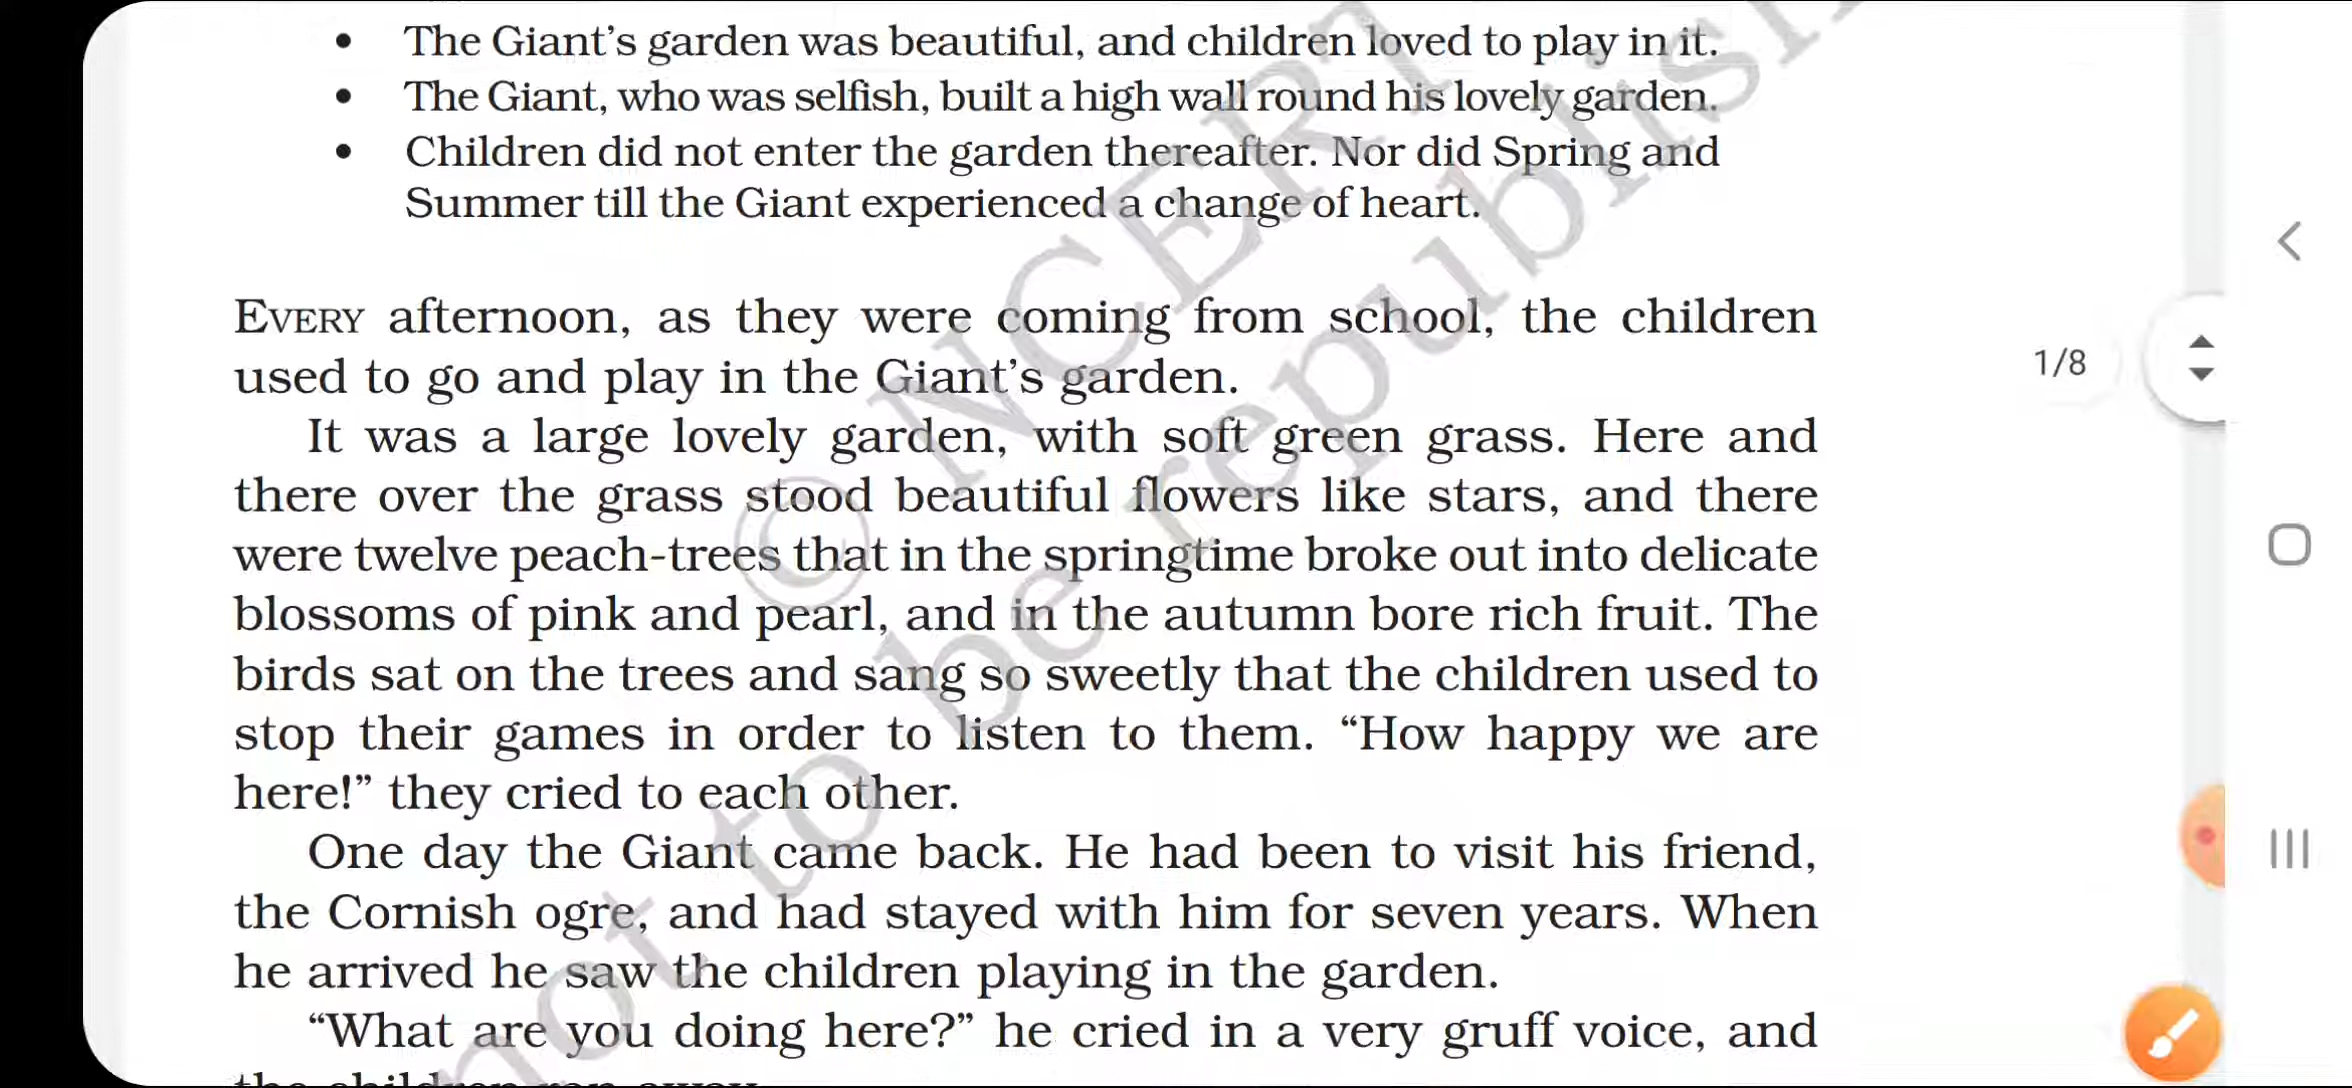 • The Giant’s garden was beautiful, and children loved to play in it.
• The Giant, who was selfish, built a high wall round his lovely garden.
• Children did not enter the garden thereafter. Nor did Spring and
Summer till the Giant experienced a change of heart.
EVERY afternoon, as they were coming from school, the children
used to go and play in the Giant’s garden.
It was a large lovely garden, with soft green grass. Here and
there over the grass stood beautiful flowers like stars, and there
were twelve peach-trees that in the springtime broke out into delicate
blossoms of pink and pearl, and in the autumn bore rich fruit. The
birds sat on the trees and sang so sweetly that the children used to
stop their games in order to listen to them. “How happy we are
here!” they cried to each other.
One day the Giant came back. He had been to visit his friend,
the Cornish ogre, and had stayed with him for seven years. When
he arrived he saw the children playing in the garden.
“What are you doing here?” he cried in a very gruff voice, and
the children ran away.
1/8
© NCERT
not to be republish